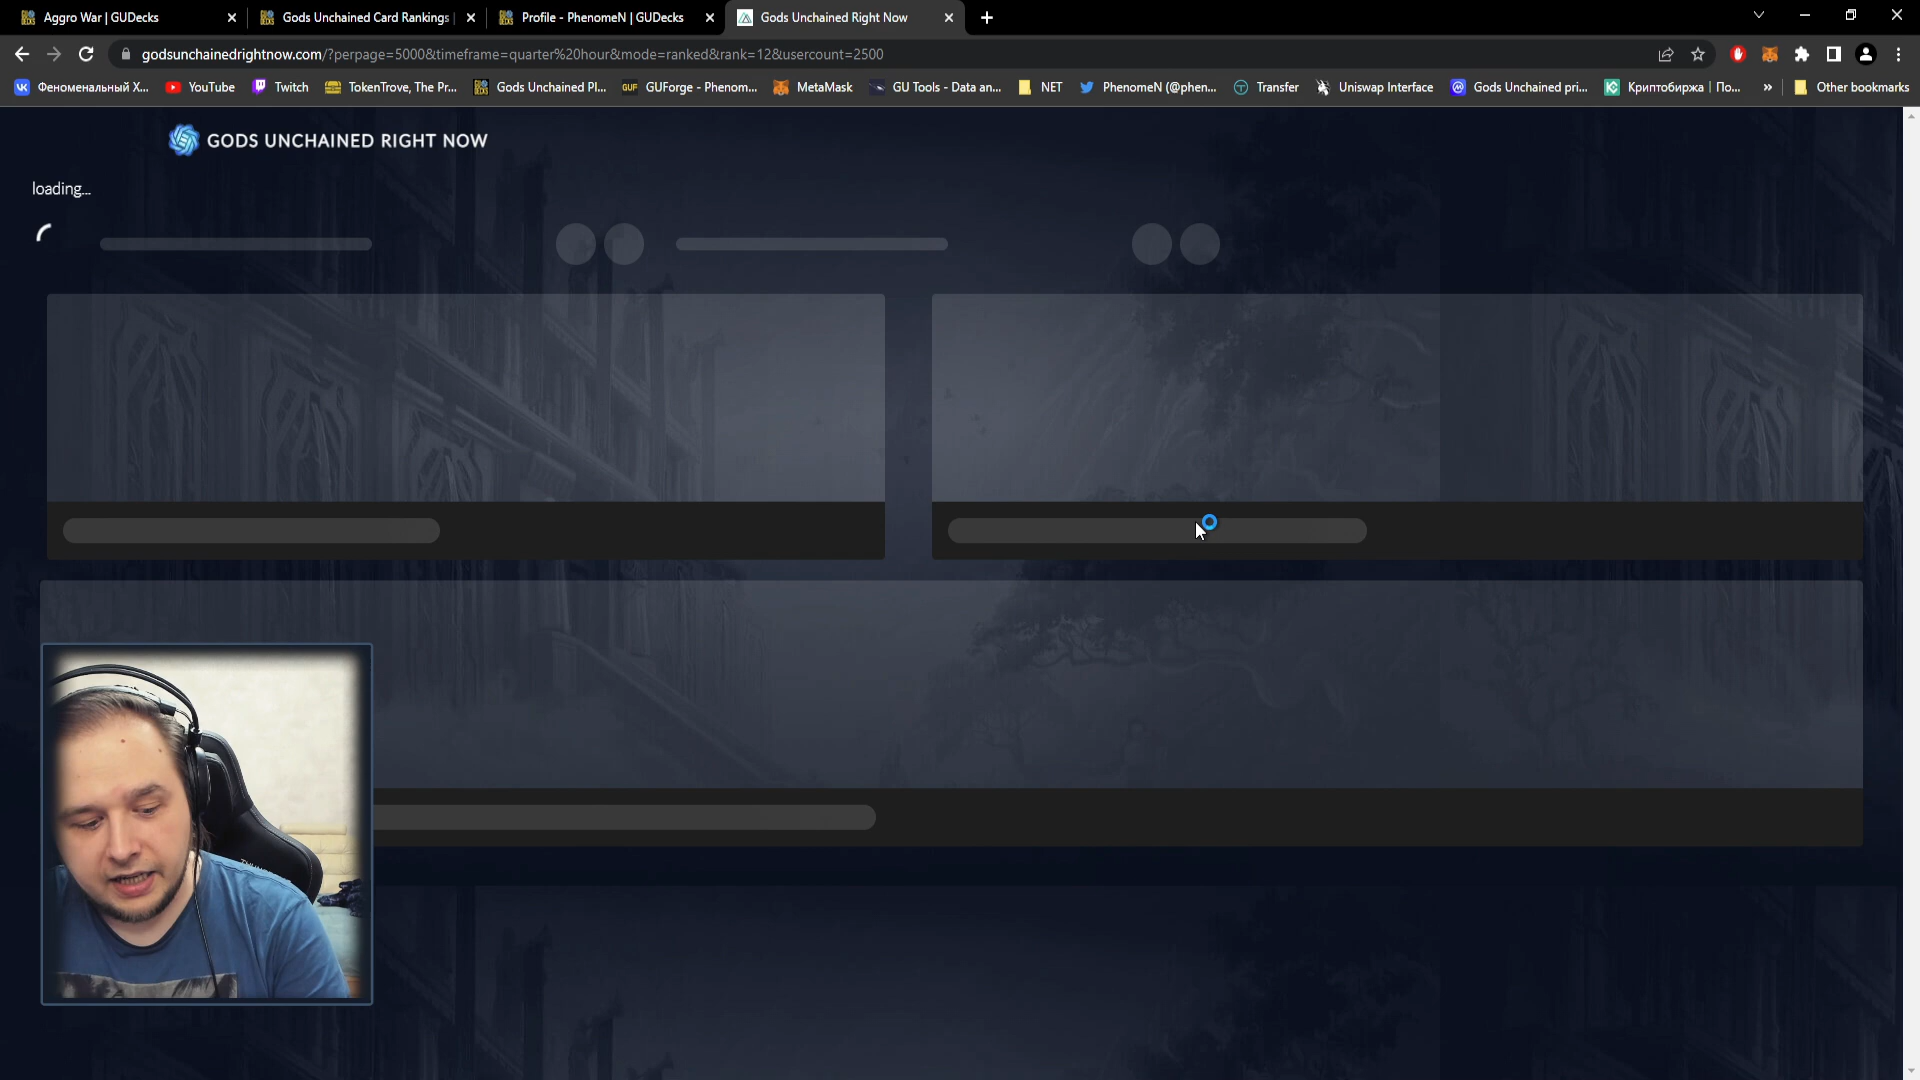 Aggro War | GUDecks
Gods Unchained Card Rankings
Profile - PhenomeN | GUDecks
Gods Unchained Right Now
godsunchainedrightnow.com/?perpage=5000&timeframe=quarter%20hour&mode=ranked&rank=12&usercount=2500
Феноменальный Х...
YouTube
Twitch
TokenTrove, The Pr...
Gods Unchained Pl...
GUForge - Phenom...
MetaMask
GU Tools - Data an...
NET
PhenomeN (@phen...
Transfer
Uniswap Interface
Gods Unchained pri...
Криптобиржа | По...
»
Other bookmarks
GODS UNCHAINED RIGHT NOW
loading...